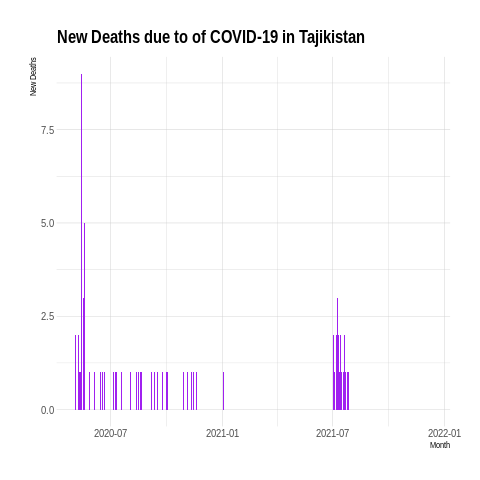 New Deaths due to of COVID-19 in Tajikistan
New Deaths
7.5
5.0
2.5
0.0
2020-07 2021-01 2021-07 2022-01
Month